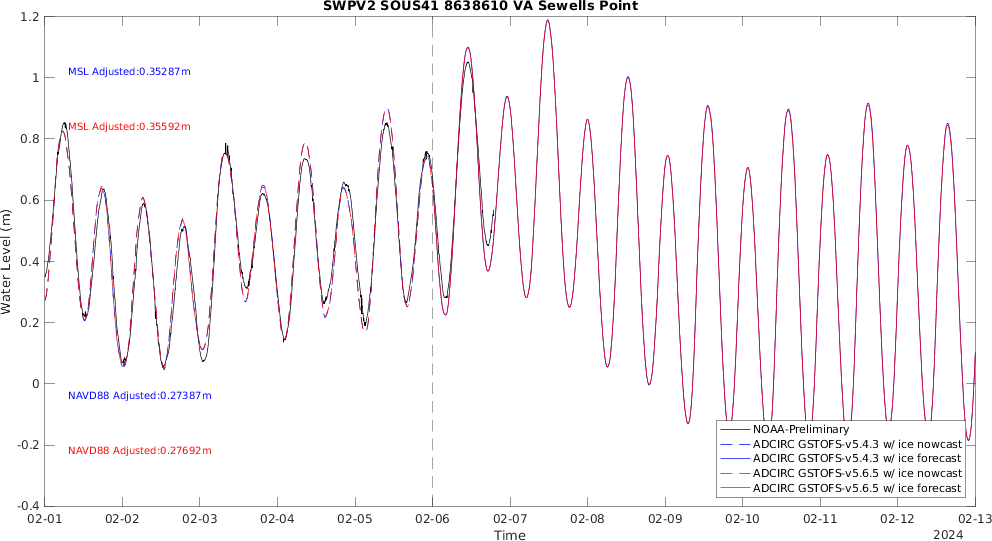 SWPV2 SOUS41 8638610 VA Sewells Point
1.2
1
0.8
0.6
0.4
0.2
0
-0.2
-0.4
Water Level (m)
MSL Adjusted:0.35287m
MSL Adjusted:0.35592m
NAVD88 Adjusted:0.27387m
NAVD88 Adjusted:0.27692m
NOAA-Preliminary
ADCIRC GSTOFS-v5.4.3 w/ ice nowcast
ADCIRC GSTOFS-v5.4.3 w/ ice forecast
ADCIRC GSTOFS-v5.6.5 w/ ice nowcast
ADCIRC GSTOFS-v5.6.5 w/ ice forecast
02-01 02-02 02-03 02-04 02-05 02-06 02-07 02-08 02-09 02-10 02-11 02-12 02-13
Time
2024